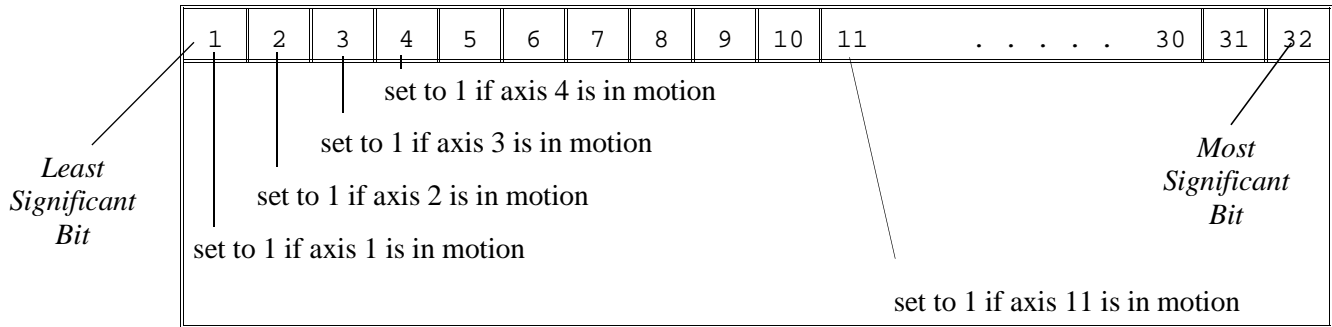 1 2 3 4 5 6 7 8 9 10 11 . . . . . 30 31 32
set to 1 if axis 4 is in motion
set to 1 if axis 3 is in motion
Least
Significant
Bit
Most
Significant
Bit
set to 1 if axis 2 is in motion
set to 1 if axis 1 is in motion
set to 1 if axis 11 is in motion